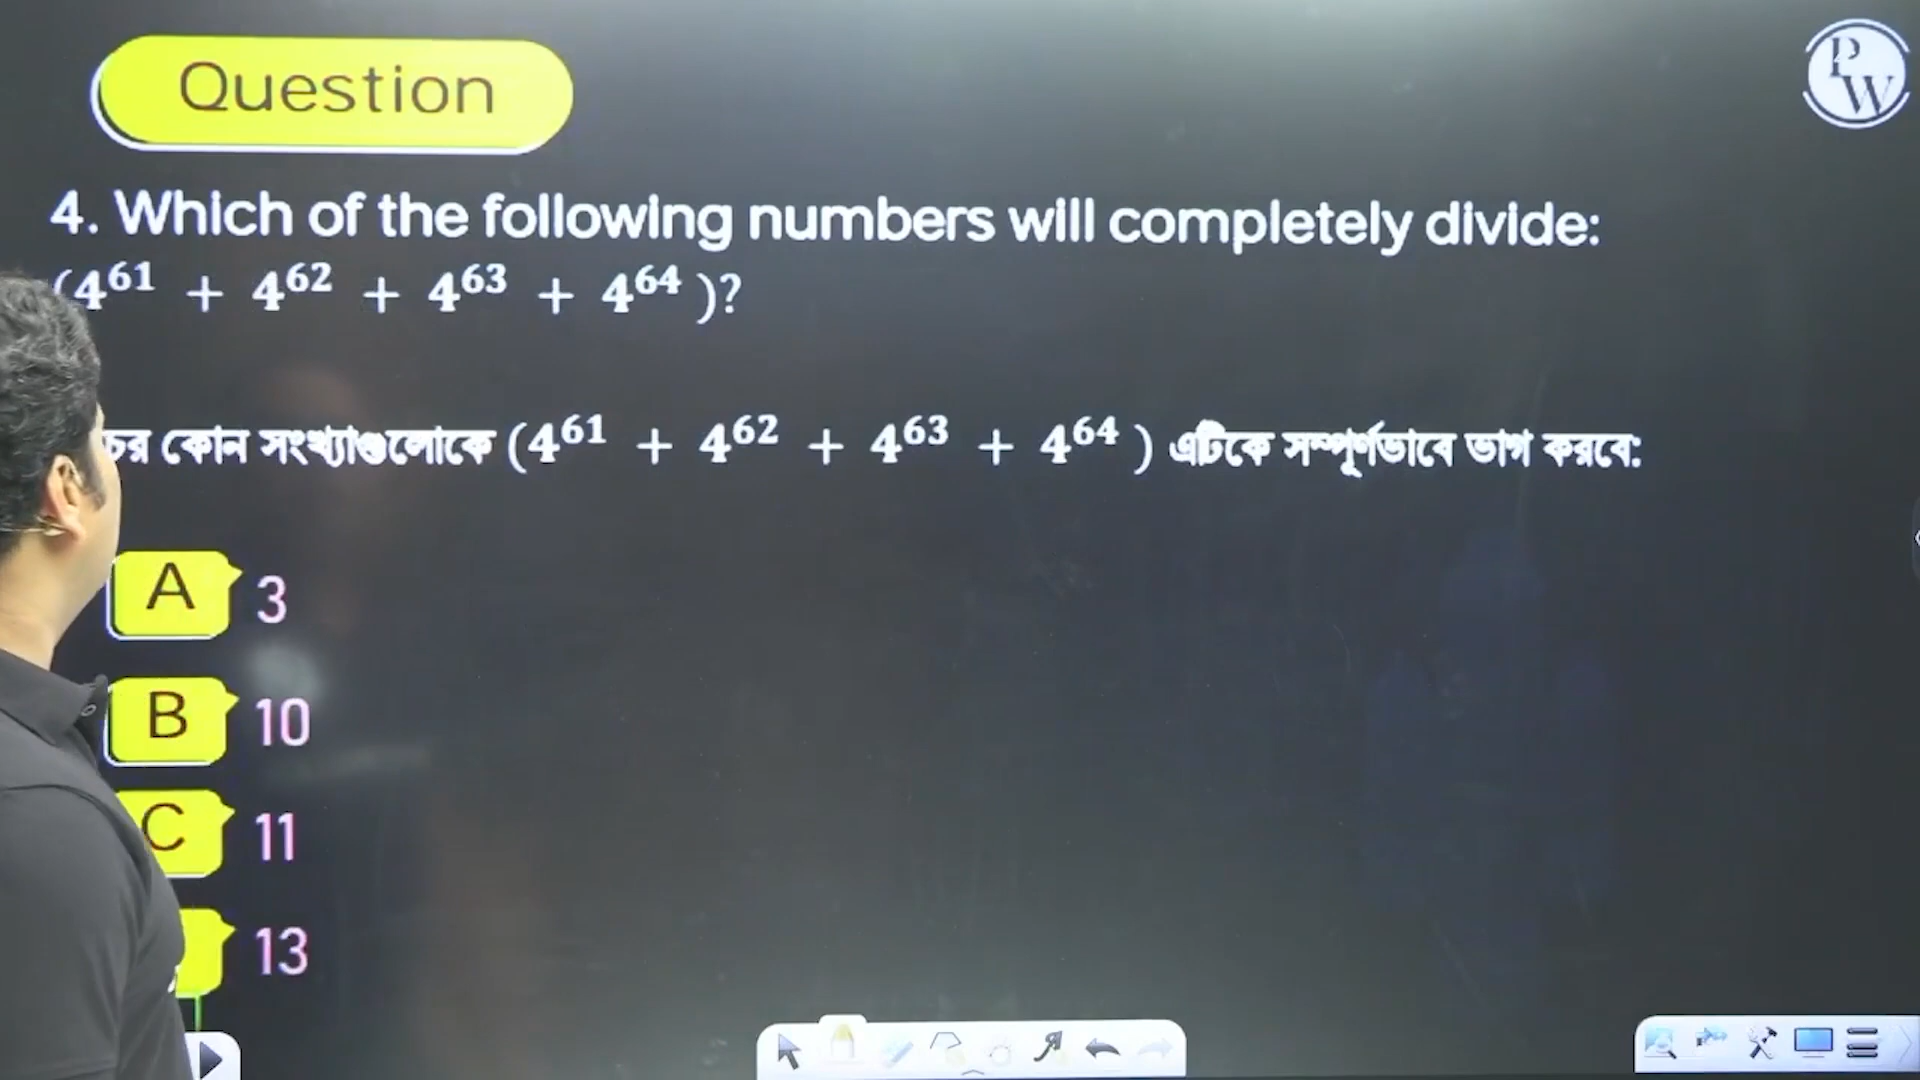 Question
PW
4. Which of the following numbers will completely divide:
(4⁶¹ + 4⁶² + 4⁶³ + 4⁶⁴ )?
কোন সংখ্যাগুলোকে (4⁶¹ + 4⁶² + 4⁶³ + 4⁶⁴ ) এটিকে সম্পূর্ণভাবে ভাগ করবে:
A 3
B 10
C 11
13